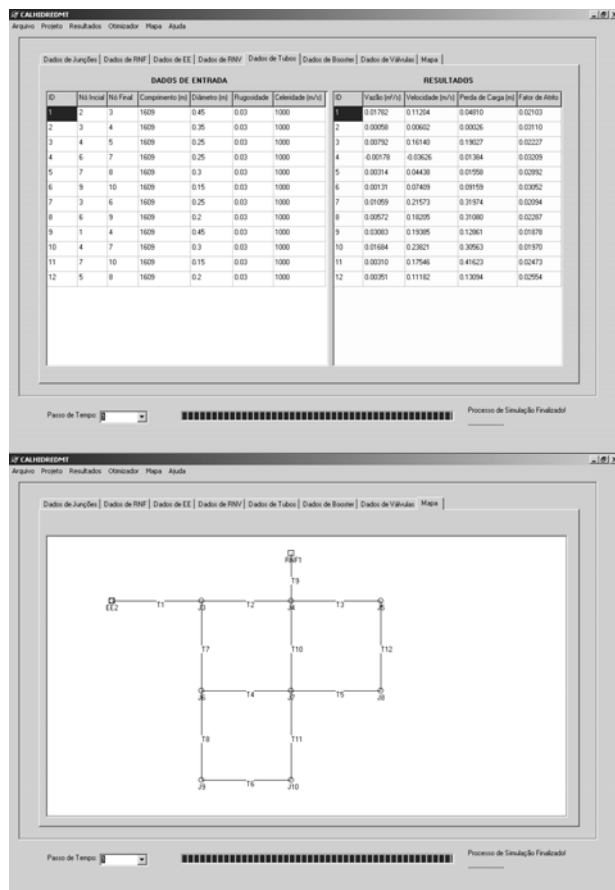 CALHIDREDMT
Arquivo Projeto Resultados Otimizador Mapa Ajuda
Dados de Junções Dados de RNF Dados de EE Dados de RNV Dados de Tubos Dados de Booster Dados de Válvulas Mapa
DADOS DE ENTRADA RESULTADOS
ID Nó Inicial Nó Final Comprimento (m) Diâmetro (m) Rugosidade Celeridade (m/s) ID Vazão (m³/s) Velocidade (m/s) Perda de Carga (m) Fator de Atrito
1 2 3 1609 0.45 0.03 1000 1 0.01782 0.11204 0.04810 0.02103
2 3 4 1609 0.35 0.03 1000 2 0.00058 0.00602 0.00026 0.03110
3 4 5 1609 0.25 0.03 1000 3 0.00792 0.16140 0.19027 0.02227
4 6 7 1609 0.25 0.03 1000 4 -0.00178 -0.03626 0.01384 0.03209
5 7 8 1609 0.3 0.03 1000 5 0.00314 0.04438 0.01558 0.02892
6 9 10 1609 0.15 0.03 1000 6 0.00131 0.07409 0.09159 0.03052
7 3 6 1609 0.25 0.03 1000 7 0.01059 0.21573 0.31974 0.02094
8 6 9 1609 0.2 0.03 1000 8 0.00572 0.18205 0.31080 0.02287
9 1 4 1609 0.45 0.03 1000 9 0.03083 0.19385 0.12861 0.01878
10 4 7 1609 0.3 0.03 1000 10 0.01684 0.23821 0.30563 0.01970
11 7 10 1609 0.15 0.03 1000 11 0.00310 0.17546 0.41623 0.02473
12 5 8 1609 0.2 0.03 1000 12 0.00351 0.11182 0.13094 0.02554
Passo de Tempo: Processo de Simulação Finalizado!
CALHIDREDMT
Arquivo Projeto Resultados Otimizador Mapa Ajuda
Dados de Junções Dados de RNF Dados de EE Dados de RNV Dados de Tubos Dados de Booster Dados de Válvulas Mapa
RNF1
T9
EE2 T1 J3 T2 J4 T3 J5
T7 T10 T12
J6 T4 J7 T5 J8
T8 T11
J9 T6 J10
Passo de Tempo: Processo de Simulação Finalizado!